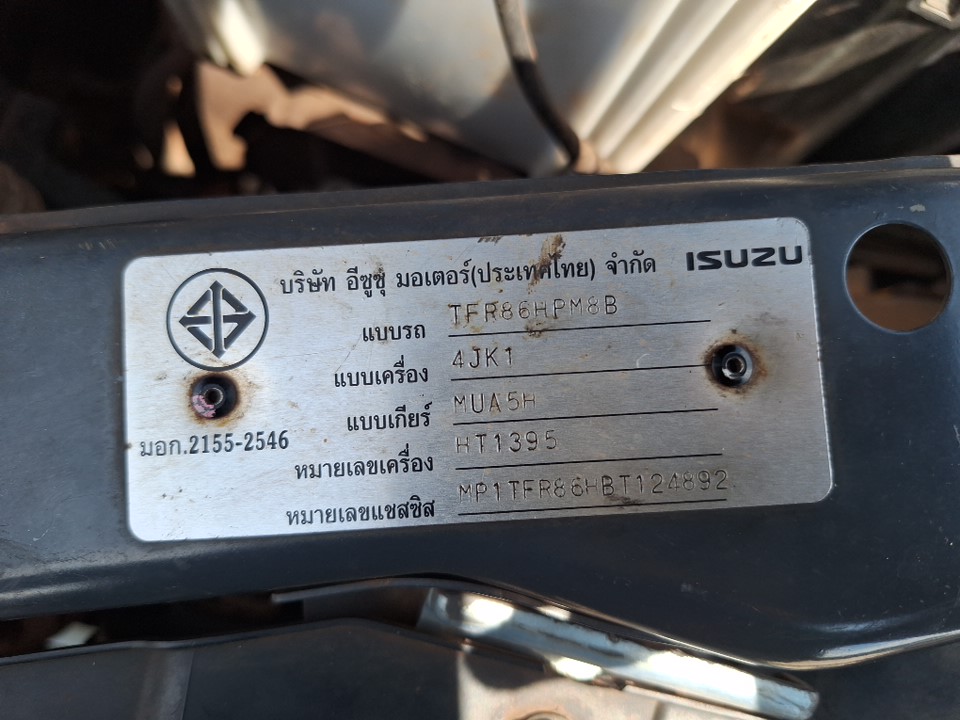 บริษัท อีซูซุ มอเตอร์(ประเทศไทย) จำกัด ISUZU
แบบรถ TFR86HPM8B
แบบเครื่อง 4JK1
แบบเกียร์ MUA5H
มอก.2155-2546
หมายเลขเครื่อง HT1395
หมายเลขแชสซิส MP1TFR86HBT124892